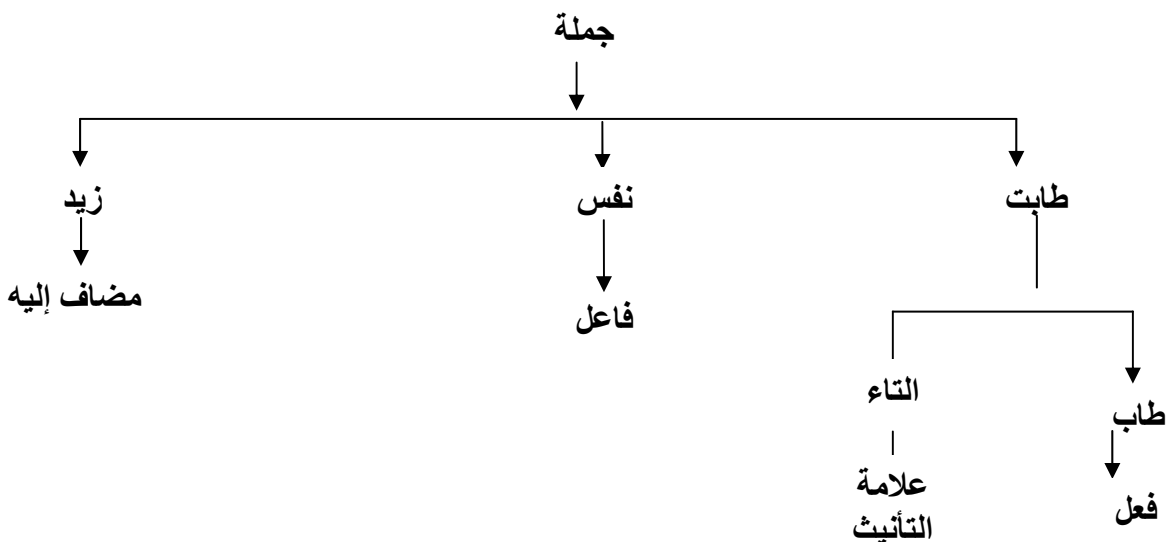 جملة
طابت
نفس
زيد
مضاف إليه
فاعل
التاء
طاب
علامة
التأنيث
فعل